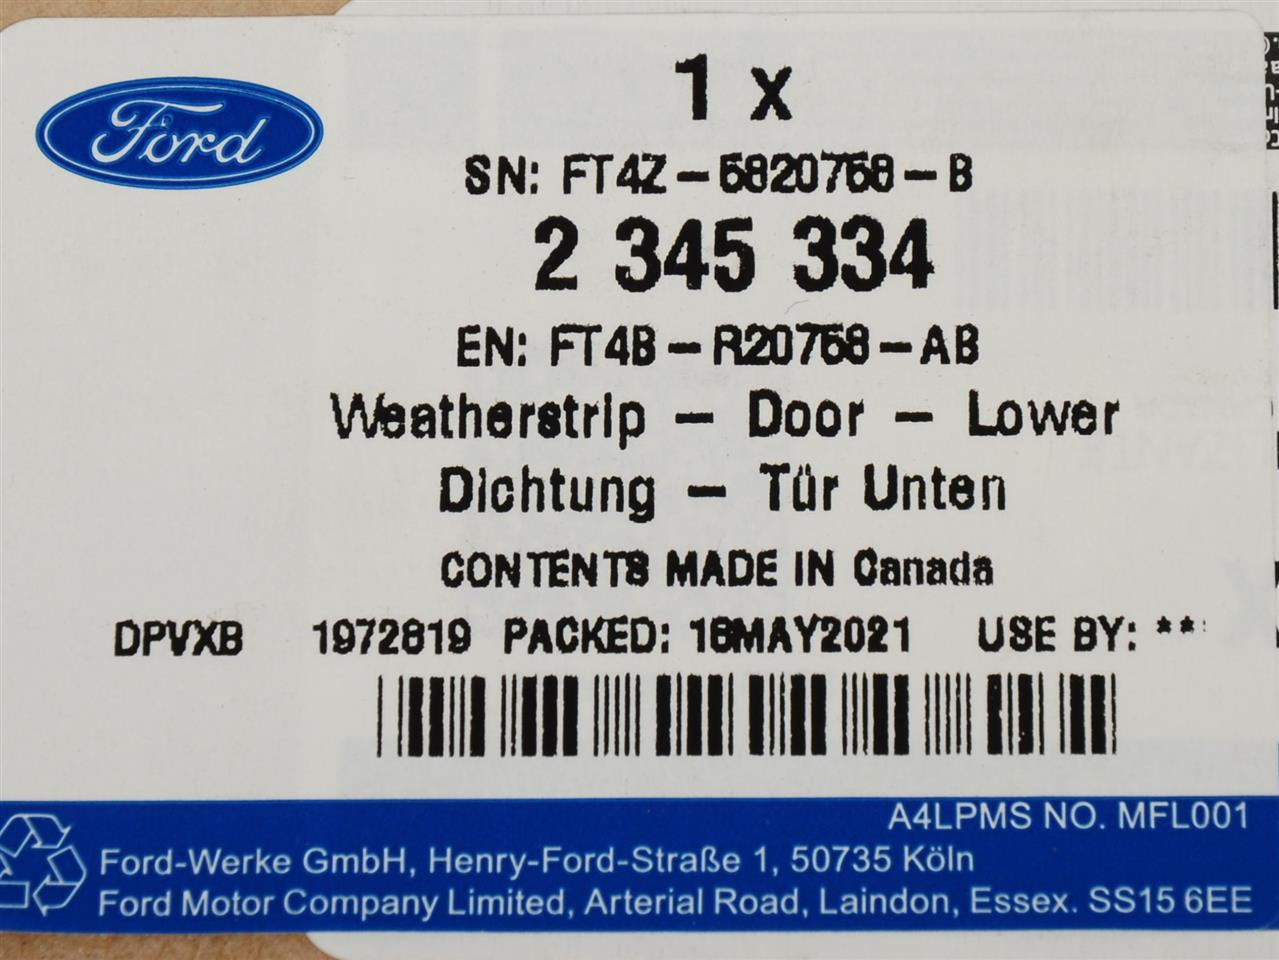 Ford
1 x
SN: FT4Z-5820758-B
2 345 334
EN: FT4B-R20758-AB
Weatherstrip - Door - Lower
Dichtung - Tür Unten
CONTENTS MADE IN Canada
DPVXB 1972819 PACKED: 18MAY2021 USE BY: **
A4LPMS NO. MFL001
Ford-Werke GmbH, Henry-Ford-Straße 1, 50735 Köln
Ford Motor Company Limited, Arterial Road, Laindon, Essex. SS15 6EE